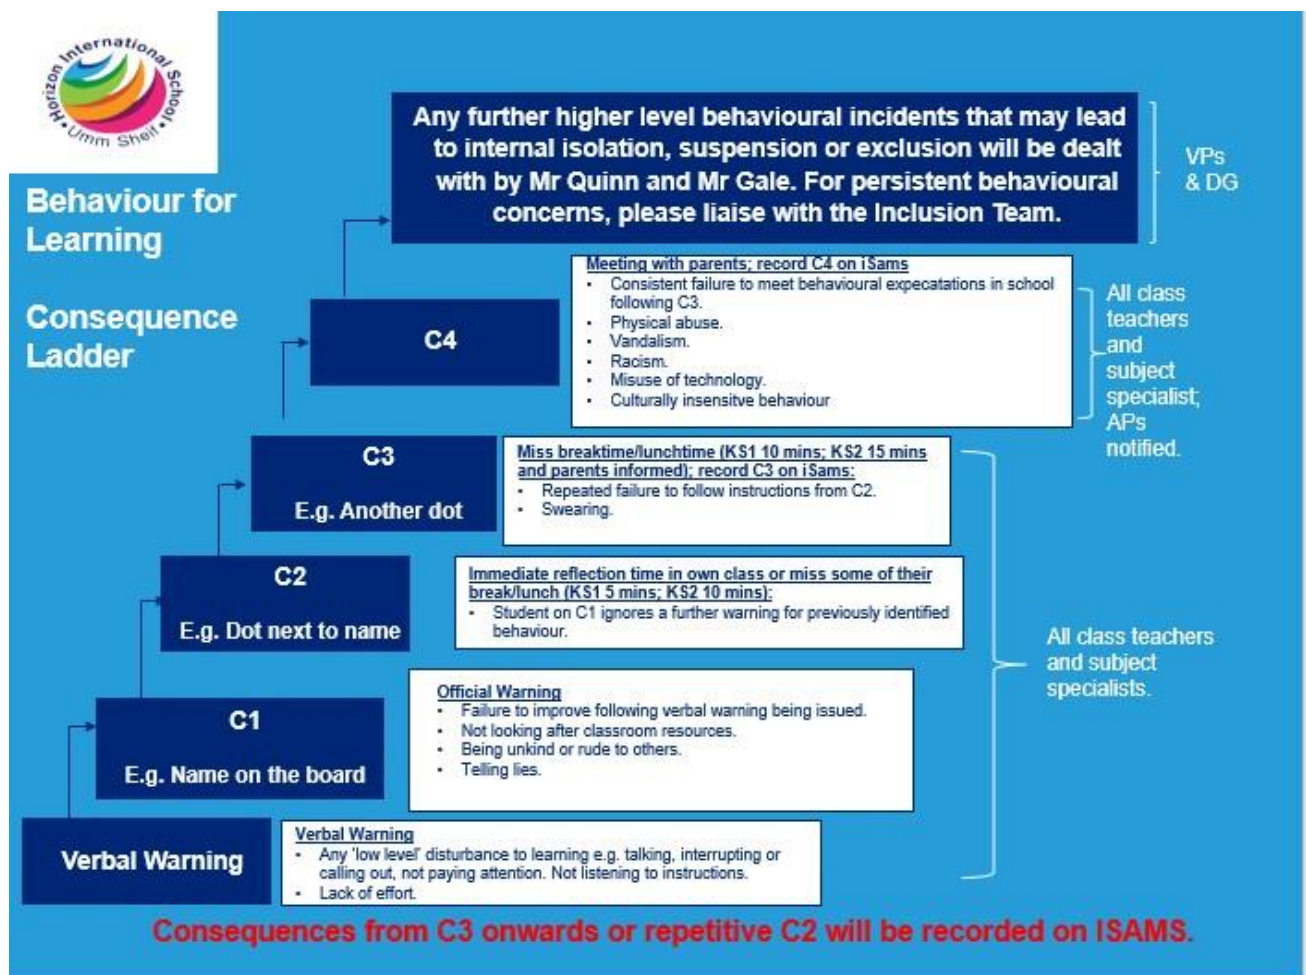 Horizon International School
Umm Sheif
Behaviour for
Learning
Consequence
Ladder
Any further higher level behavioural incidents that may lead
to internal isolation, suspension or exclusion will be dealt
with by Mr Quinn and Mr Gale. For persistent behavioural
concerns, please liaise with the Inclusion Team.
VPs
& DG
C4
Meeting with parents; record C4 on iSams
• Consistent failure to meet behavioural expecatations in school
following C3.
• Physical abuse.
• Vandalism.
• Racism.
• Misuse of technology.
• Culturally insensitve behaviour
All class
teachers
and
subject
specialist;
APs
notified.
C3
E.g. Another dot
Miss breaktime/lunchtime (KS1 10 mins; KS2 15 mins
and parents informed); record C3 on iSams:
• Repeated failure to follow instructions from C2.
• Swearing.
C2
E.g. Dot next to name
Immediate reflection time in own class or miss some of their
break/lunch (KS1 5 mins; KS2 10 mins):
• Student on C1 ignores a further warning for previously identified
behaviour.
All class teachers
and subject
specialists.
C1
E.g. Name on the board
Official Warning
• Failure to improve following verbal warning being issued.
• Not looking after classroom resources.
• Being unkind or rude to others.
• Telling lies.
Verbal Warning
Verbal Warning
• Any 'low level' disturbance to learning e.g. talking, interrupting or
calling out, not paying attention. Not listening to instructions.
• Lack of effort.
Consequences from C3 onwards or repetitive C2 will be recorded on ISAMS.